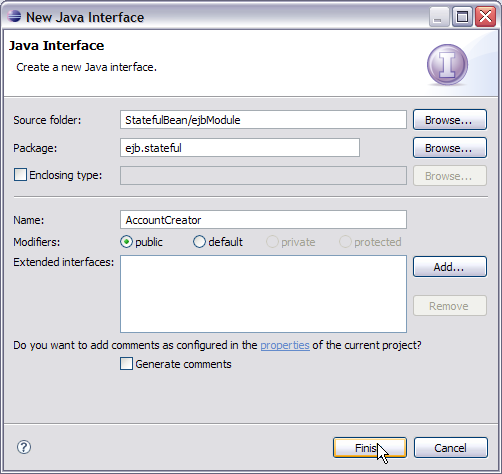 New Java Interface
Java Interface
Create a new Java interface.
I
Source folder: StatefulBean/ejbModule Browse...
Package: ejb.stateful Browse...
Enclosing type: Browse...
Name: AccountCreator
Modifiers: public default private protected
Extended interfaces: Add...
Remove
Do you want to add comments as configured in the properties of the current project?
Generate comments
? Finis Cancel